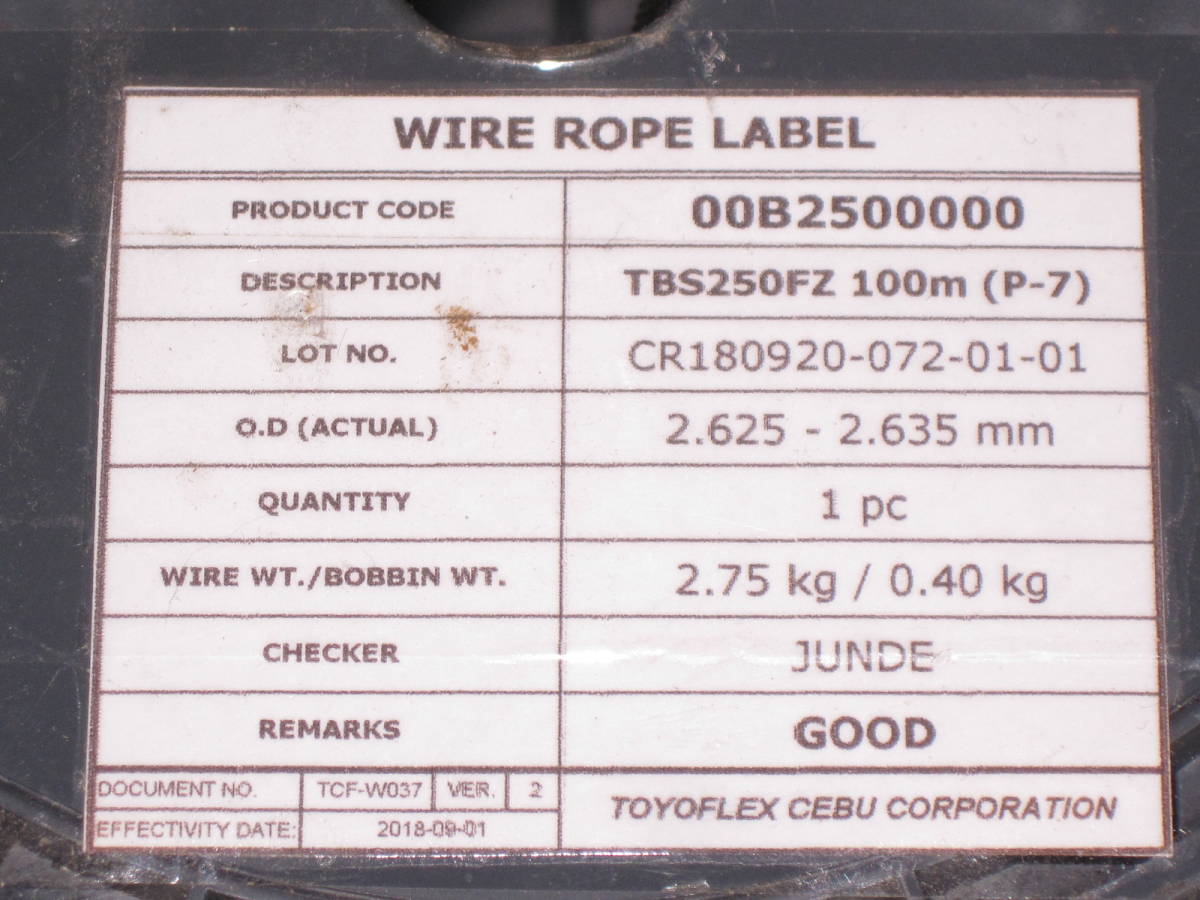 WIRE ROPE LABEL
PRODUCT CODE 00B2500000
DESCRIPTION TBS250FZ 100m (P-7)
LOT NO. CR180920-072-01-01
O.D (ACTUAL) 2.625 - 2.635 mm
QUANTITY 1 pc
WIRE WT./BOBBIN WT. 2.75 kg / 0.40 kg
CHECKER JUNDE
REMARKS GOOD
DOCUMENT NO. TCF-W037 VER. 2
EFFECTIVITY DATE: 2018-09-01
TOYOFLEX CEBU CORPORATION